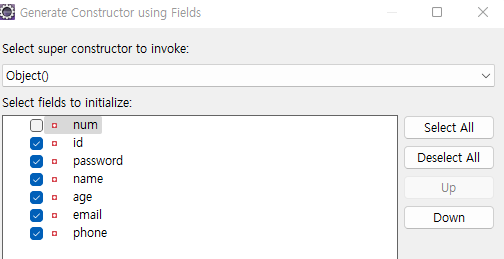 Generate Constructor using Fields
Select super constructor to invoke:
Object()
Select fields to initialize:
num
id
password
name
age
email
phone
Select All
Deselect All
Up
Down